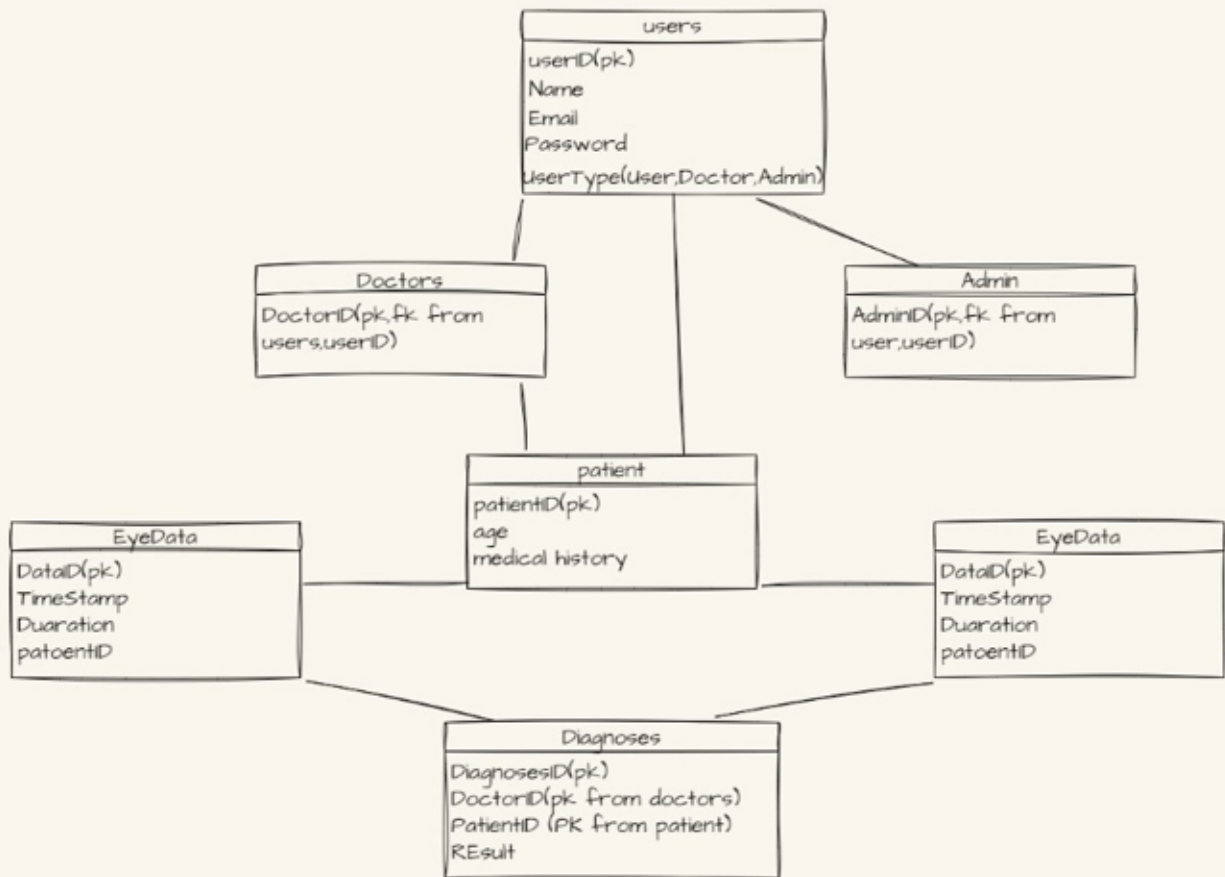 users
userID(pk)
Name
Email
Password
userType(User,Doctor,Admin)
Doctors
DoctorID(pk,fk from
users,userID)
Admin
AdminID(pk,fk from
user,userID)
patient
patientID(pk)
age
medical history
EyeData
DataID(pk)
TimeStamp
Duaration
patoentID
EyeData
DataID(pk)
TimeStamp
Duaration
patoentID
Diagnoses
DiagnosesID(pk)
DoctorID(pk from doctors)
PatientID (PK from patient)
REsult